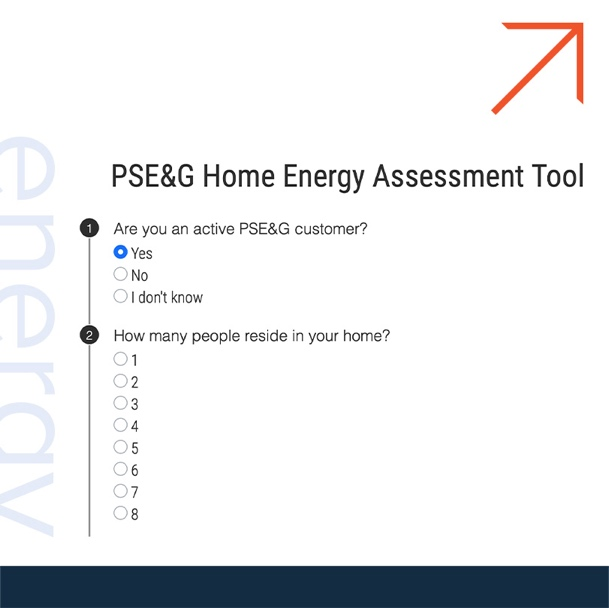 energy
PSE&G Home Energy Assessment Tool
1 Are you an active PSE&G customer?
Yes
No
I don't know
2 How many people reside in your home?
1
2
3
4
5
6
7
8